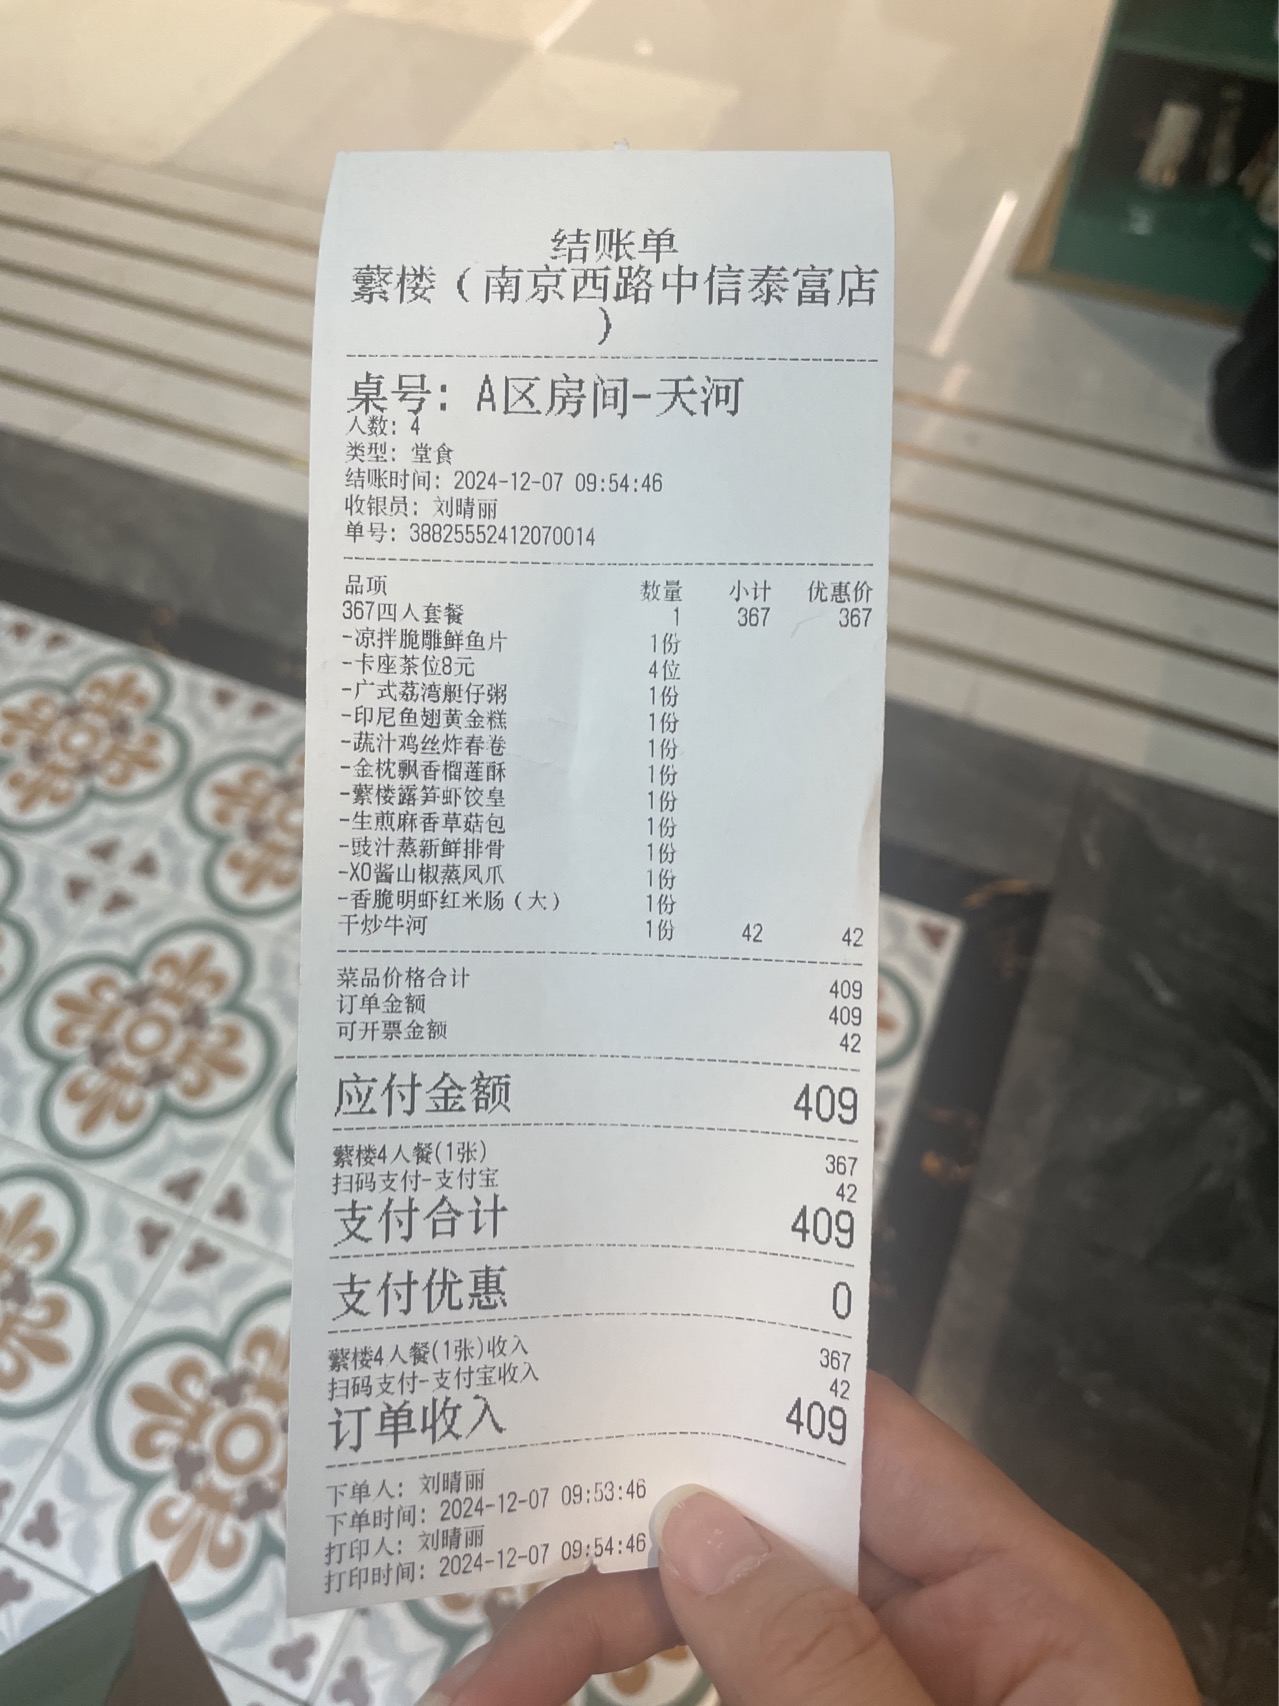 结账单
蘩楼（南京西路中信泰富店
）
桌号: A区房间-天河
人数: 4
类型: 堂食
结账时间: 2024-12-07 09:54:46
收银员: 刘晴丽
单号: 38825552412070014
品项 数量 小计 优惠价
367四人套餐 1 367 367
-凉拌脆雕鲜鱼片 1份
-卡座茶位8元 4位
-广式荔湾艇仔粥 1份
-印尼鱼翅黄金糕 1份
-蔬汁鸡丝炸春卷 1份
-金枕飘香榴莲酥 1份
-蘩楼露笋虾饺皇 1份
-生煎麻香草菇包 1份
-豉汁蒸新鲜排骨 1份
-XO酱山椒蒸凤爪 1份
-香脆明虾红米肠（大） 1份
干炒牛河 1份 42 42
菜品价格合计 409
订单金额 409
可开票金额 42
应付金额 409
蘩楼4人餐(1张) 367
扫码支付-支付宝 42
支付合计 409
支付优惠 0
蘩楼4人餐(1张)收入 367
扫码支付-支付宝收入 42
订单收入 409
下单人: 刘晴丽
下单时间: 2024-12-07 09:53:46
打印人: 刘晴丽
打印时间: 2024-12-07 09:54:46